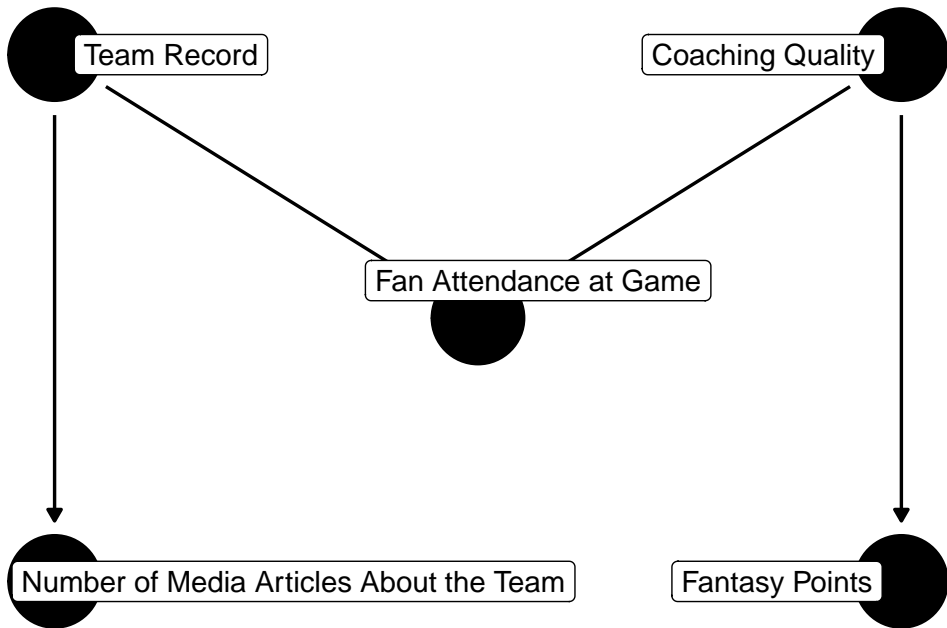 Team Record
Coaching Quality
Fan Attendance at Game
Number of Media Articles About the Team
Fantasy Points